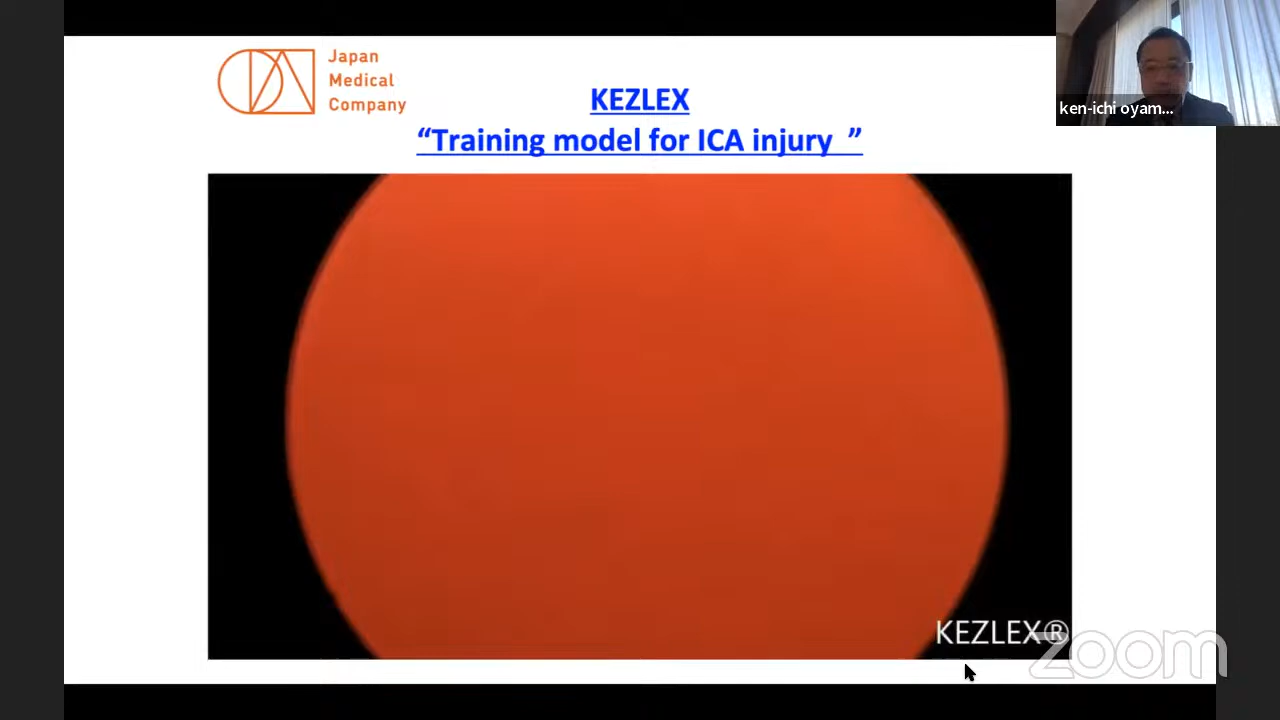 Japan
Medical
Company
KEZLEX
“Training model for ICA injury ”
ken-ichi oyam...
KEZLEX®
zoom